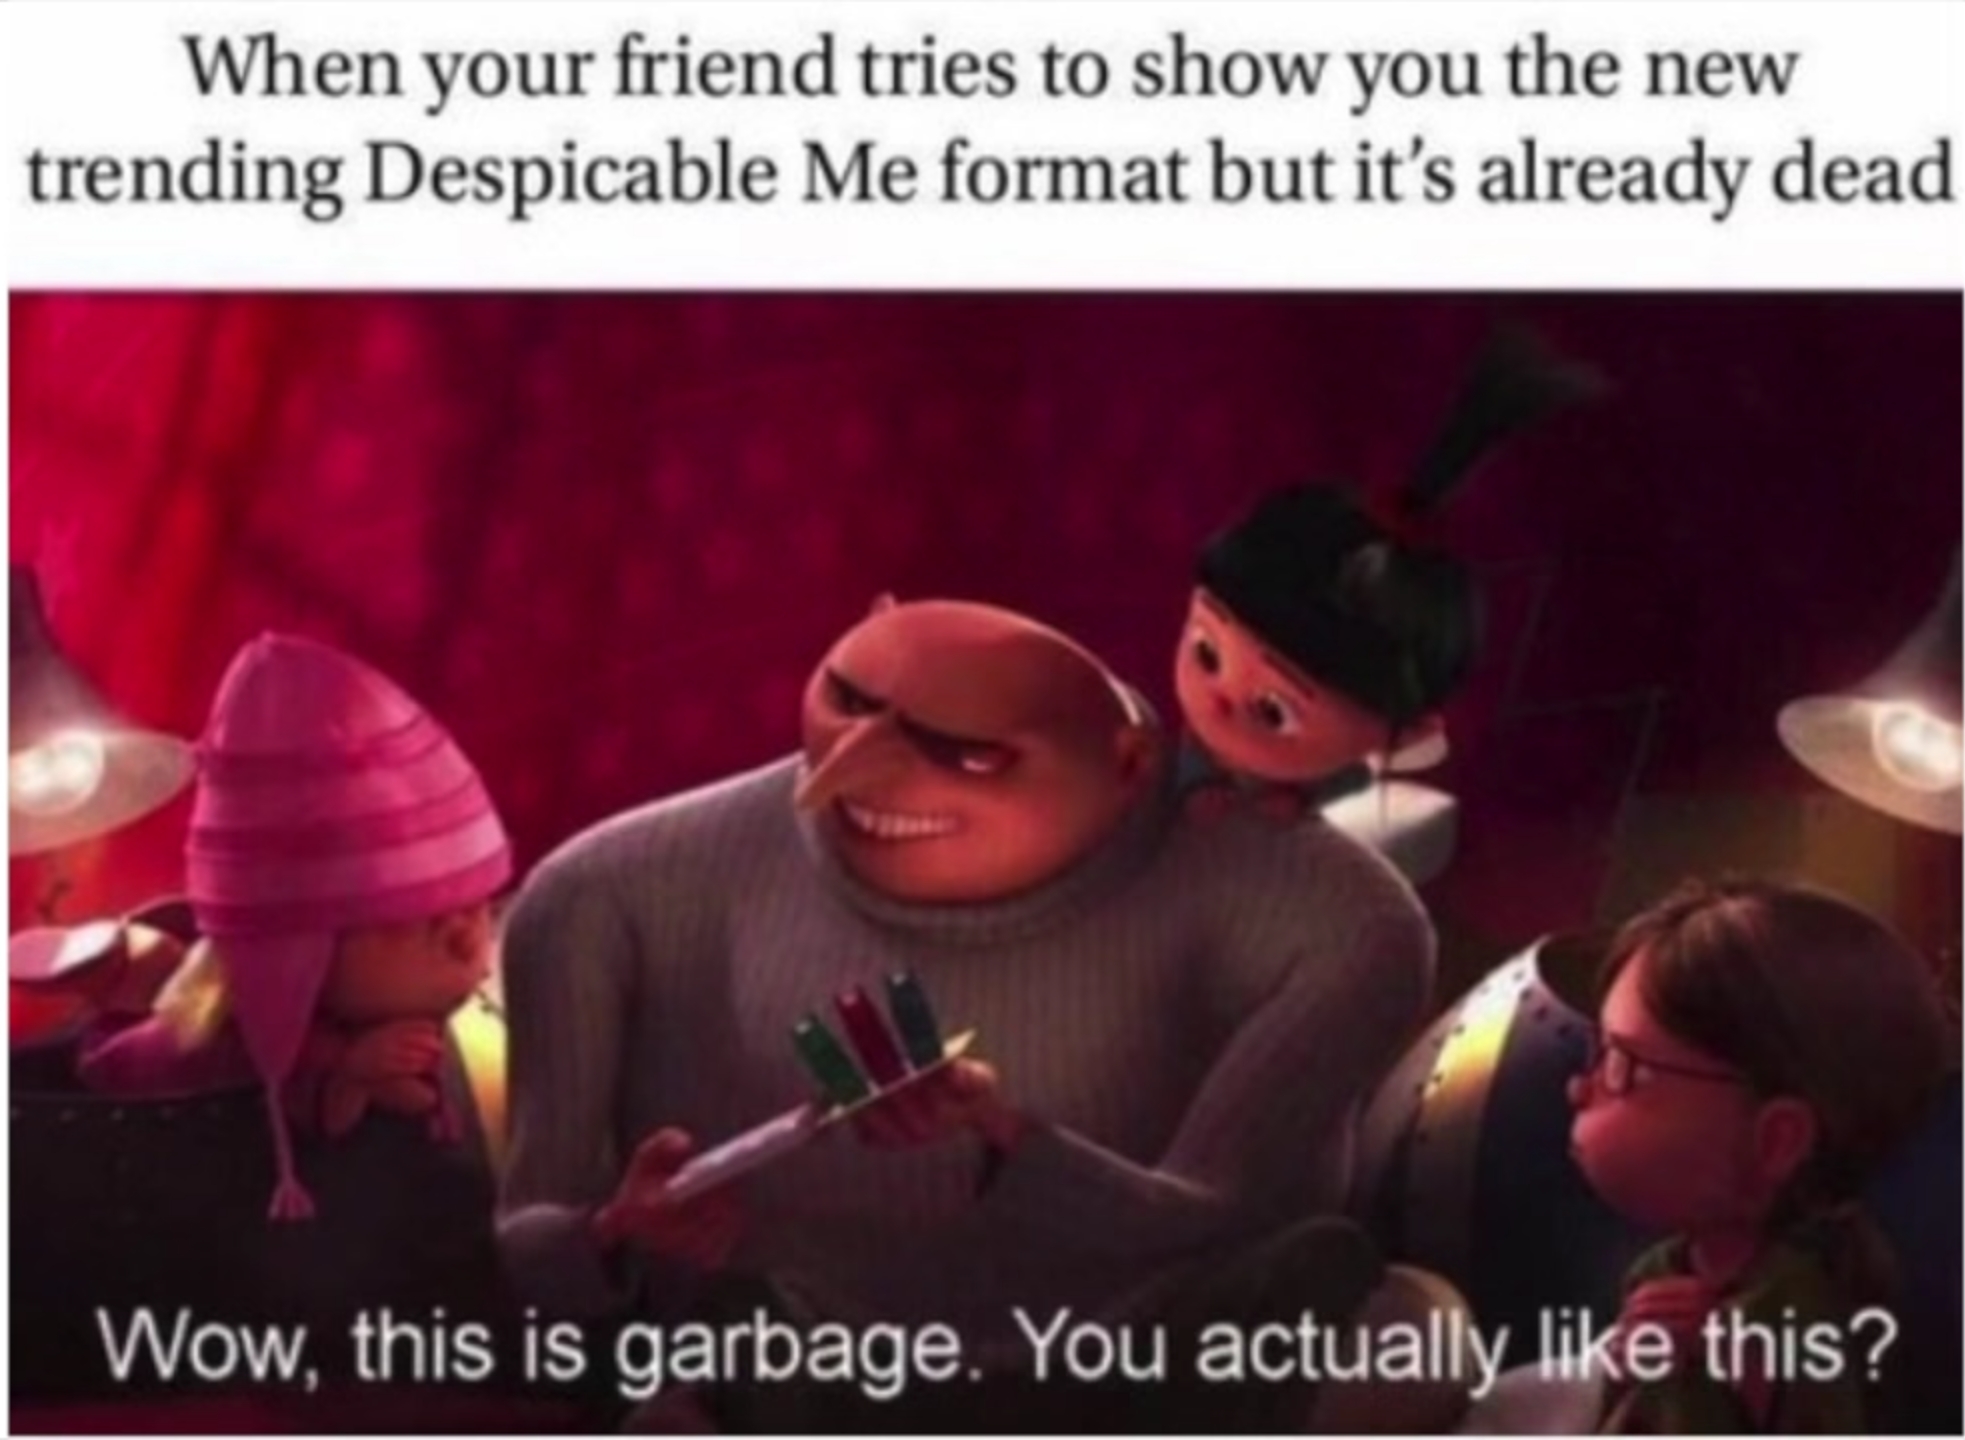 When your friend tries to show you the new
trending Despicable Me format but it’s already dead
Wow, this is garbage. You actually like this?